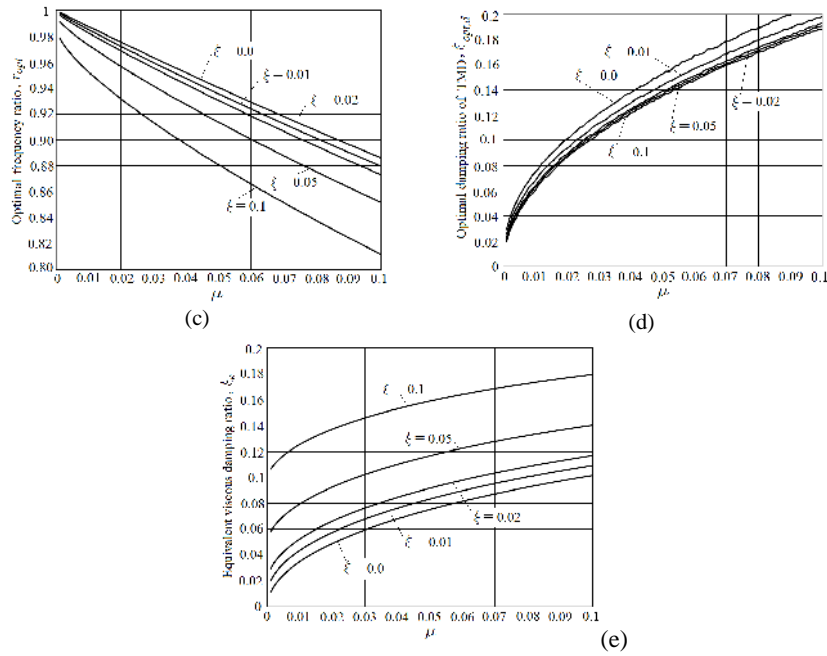 Optimal frequency ratio, r_opt
1
0.98
0.96
0.94
0.92
0.90
0.88
0.86
0.84
0.82
0.80
0 0.01 0.02 0.03 0.04 0.05 0.06 0.07 0.08 0.09 0.1
μ
ξ 0.0
ξ - 0.01
ξ 0.02
ξ 0.05
ξ = 0.1
(c)
Optimal damping ratio of TMD, ξ_opt,d
0.2
0.18
0.16
0.14
0.12
0.1
0.08
0.06
0.04
0.02
0
0.01 0.02 0.03 0.04 0.05 0.06 0.07 0.08 0.09 0.1
μ
ξ 0.01
ξ 0.0
ξ - 0.02
ξ = 0.05
ξ 0.1
(d)
Equivalent viscous damping ratio, ξ_e
0.2
0.18
0.16
0.14
0.12
0.1
0.08
0.06
0.04
0.02
0
0 0.01 0.02 0.03 0.04 0.05 0.06 0.07 0.08 0.09 0.1
μ
ξ 0.1
ξ = 0.05
ξ = 0.02
ξ 0.01
ξ 0.0
(e)